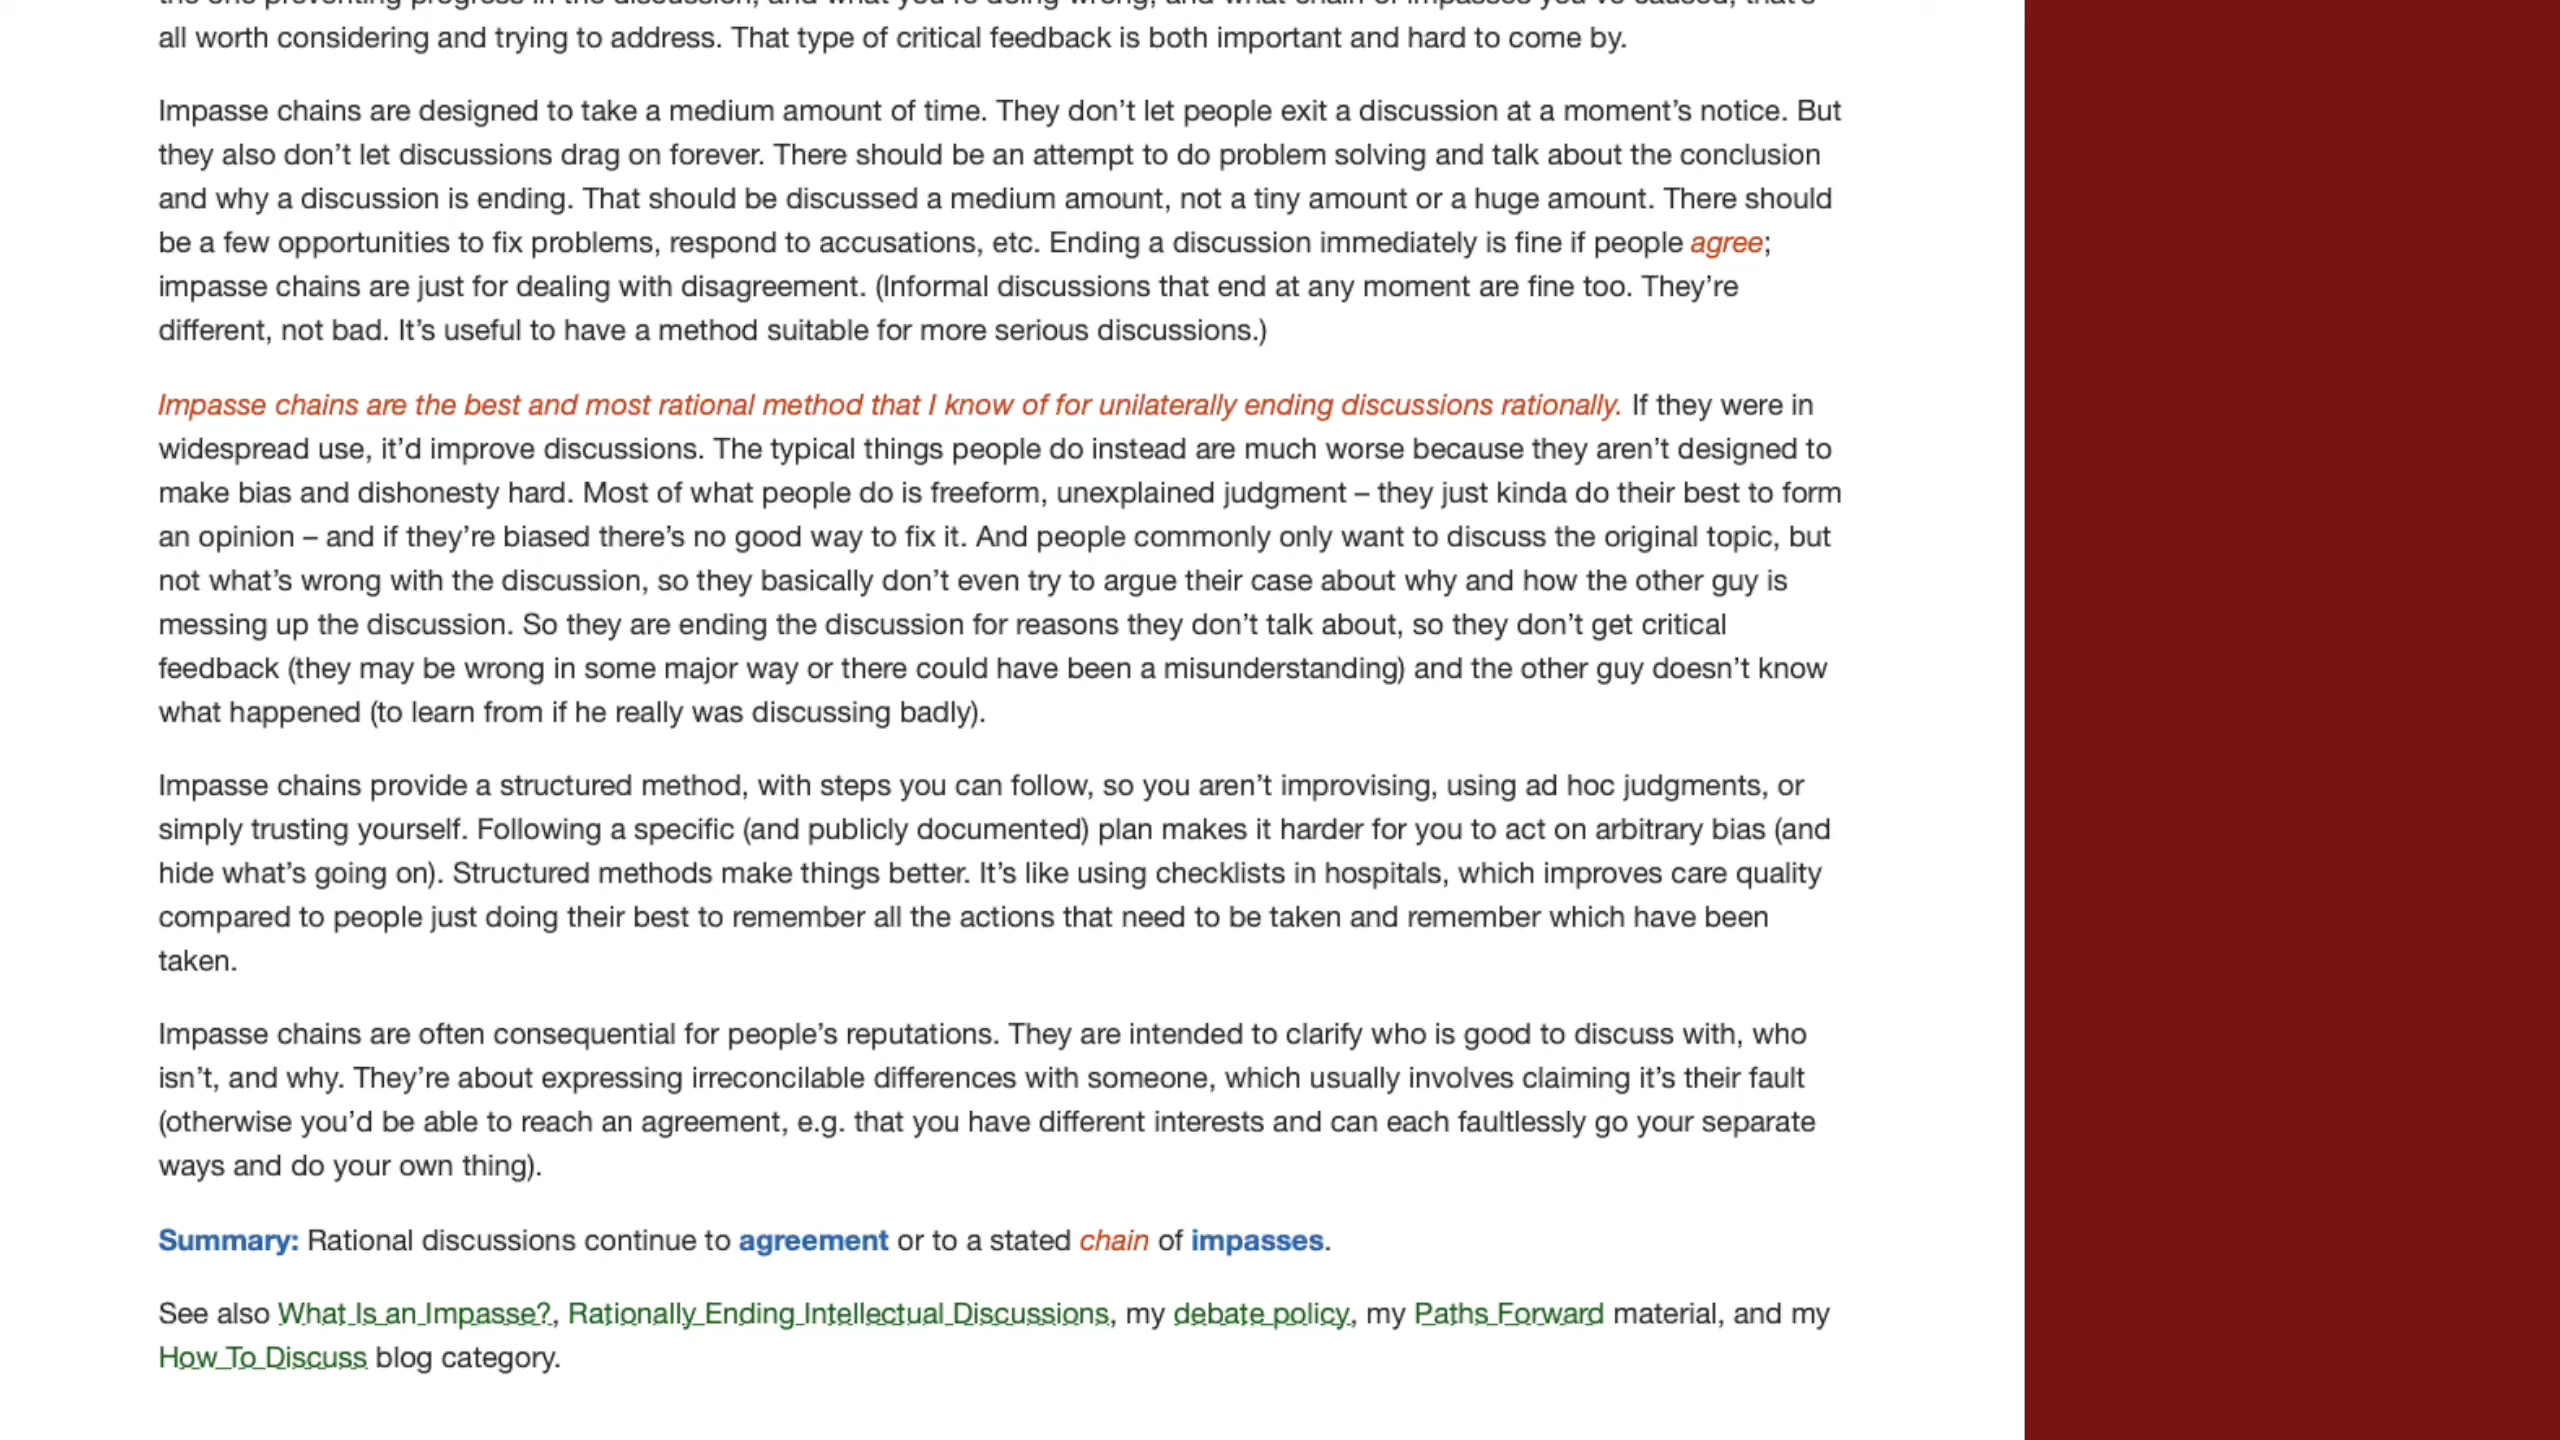 the one preventing progress in the discussion, and what you're doing wrong, and what chain of impasses you've caused, that's
all worth considering and trying to address. That type of critical feedback is both important and hard to come by.
Impasse chains are designed to take a medium amount of time. They don’t let people exit a discussion at a moment’s notice. But
they also don’t let discussions drag on forever. There should be an attempt to do problem solving and talk about the conclusion
and why a discussion is ending. That should be discussed a medium amount, not a tiny amount or a huge amount. There should
be a few opportunities to fix problems, respond to accusations, etc. Ending a discussion immediately is fine if people agree;
impasse chains are just for dealing with disagreement. (Informal discussions that end at any moment are fine too. They’re
different, not bad. It’s useful to have a method suitable for more serious discussions.)
Impasse chains are the best and most rational method that I know of for unilaterally ending discussions rationally. If they were in
widespread use, it’d improve discussions. The typical things people do instead are much worse because they aren’t designed to
make bias and dishonesty hard. Most of what people do is freeform, unexplained judgment – they just kinda do their best to form
an opinion – and if they’re biased there’s no good way to fix it. And people commonly only want to discuss the original topic, but
not what’s wrong with the discussion, so they basically don’t even try to argue their case about why and how the other guy is
messing up the discussion. So they are ending the discussion for reasons they don’t talk about, so they don’t get critical
feedback (they may be wrong in some major way or there could have been a misunderstanding) and the other guy doesn’t know
what happened (to learn from if he really was discussing badly).
Impasse chains provide a structured method, with steps you can follow, so you aren’t improvising, using ad hoc judgments, or
simply trusting yourself. Following a specific (and publicly documented) plan makes it harder for you to act on arbitrary bias (and
hide what’s going on). Structured methods make things better. It’s like using checklists in hospitals, which improves care quality
compared to people just doing their best to remember all the actions that need to be taken and remember which have been
taken.
Impasse chains are often consequential for people’s reputations. They are intended to clarify who is good to discuss with, who
isn’t, and why. They’re about expressing irreconcilable differences with someone, which usually involves claiming it’s their fault
(otherwise you’d be able to reach an agreement, e.g. that you have different interests and can each faultlessly go your separate
ways and do your own thing).
Summary: Rational discussions continue to agreement or to a stated chain of impasses.
See also What Is an Impasse?, Rationally Ending Intellectual Discussions, my debate policy, my Paths Forward material, and my
How To Discuss blog category.